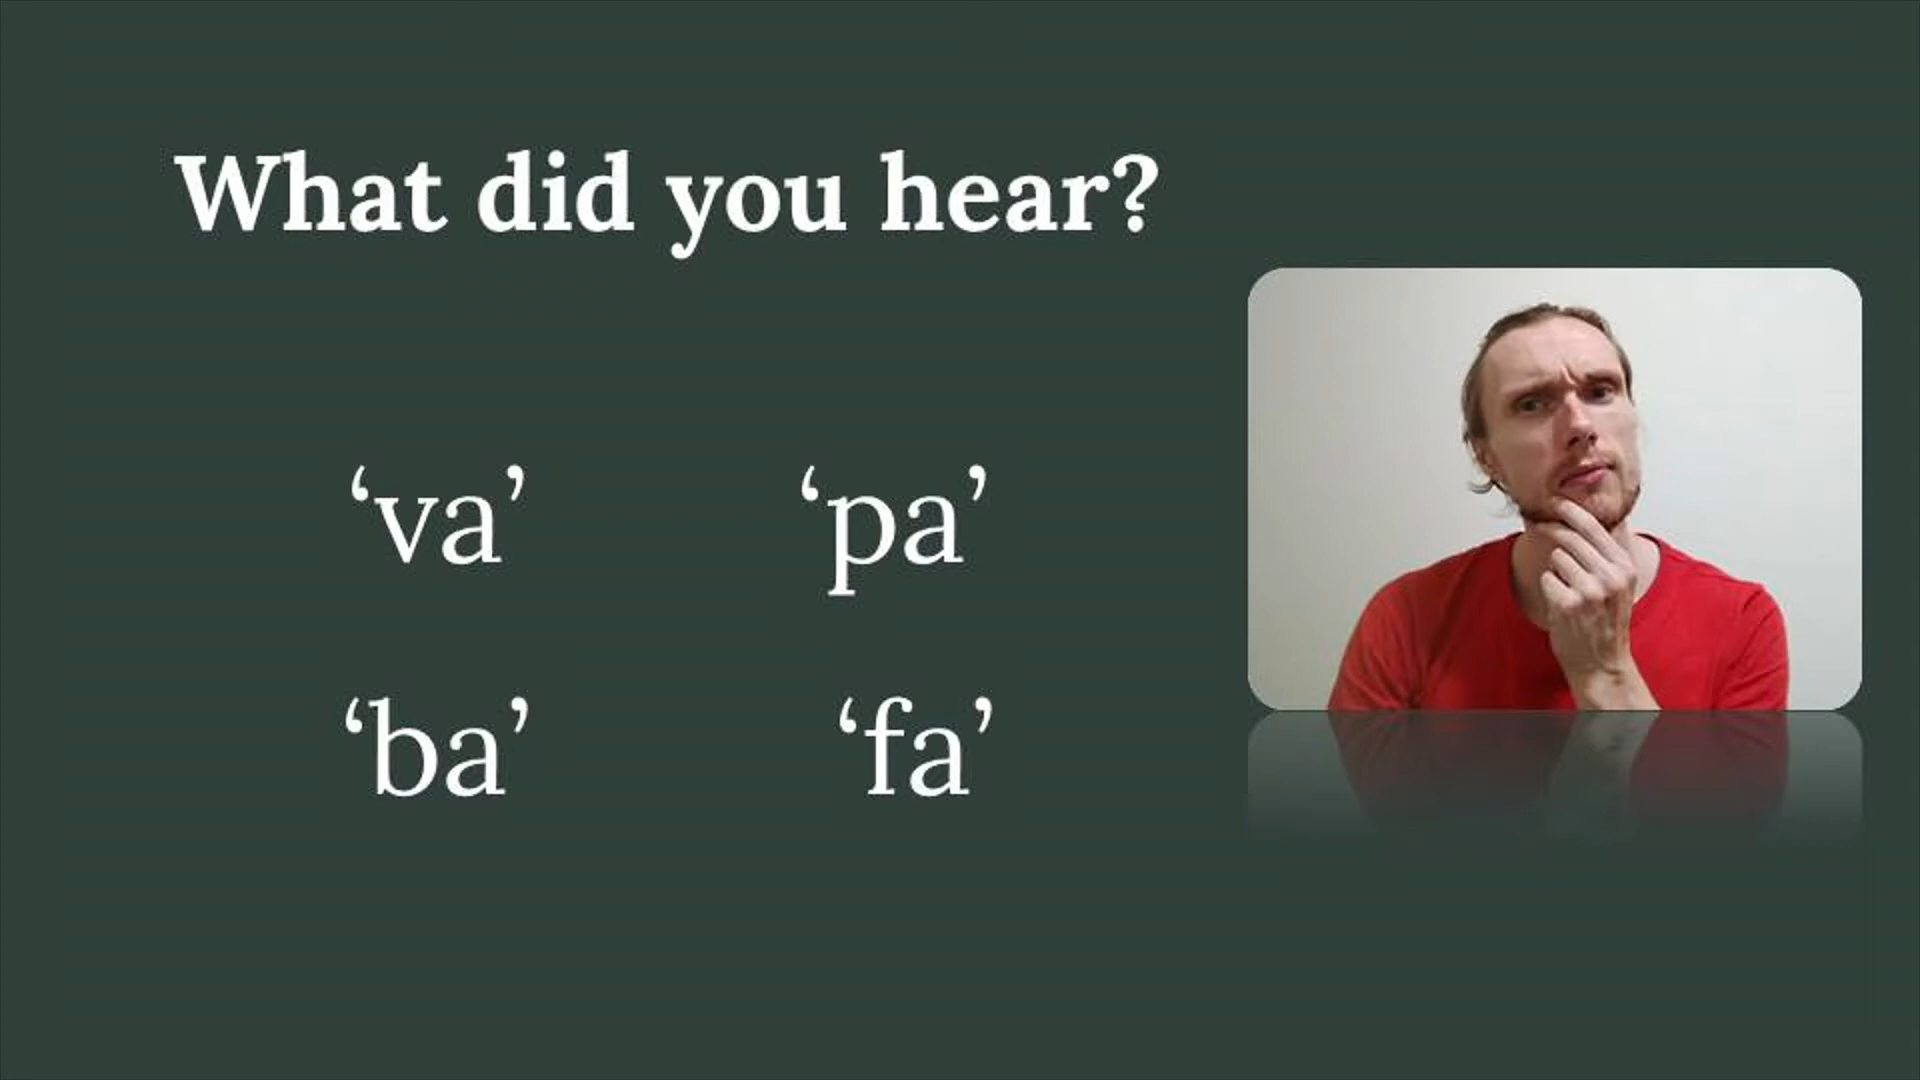 What did you hear?
‘va’ ‘pa’
‘ba’ ‘fa’